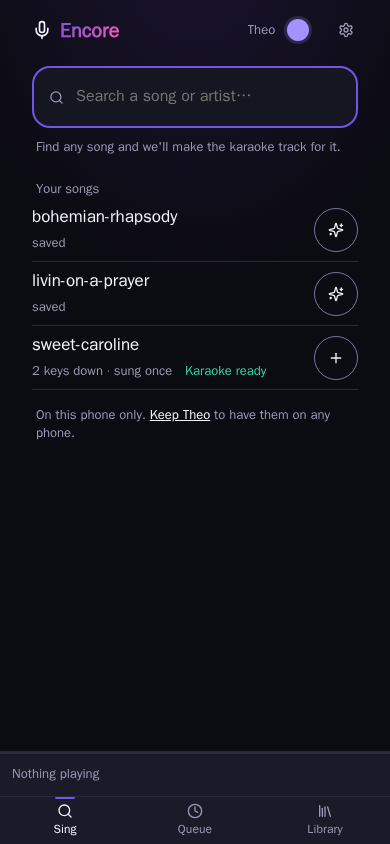 Encore
Theo
Search a song or artist…
Find any song and we'll make the karaoke track for it.
Your songs
bohemian-rhapsody
saved
livin-on-a-prayer
saved
sweet-caroline
2 keys down · sung once Karaoke ready
On this phone only. Keep Theo to have them on any
phone.
Nothing playing
Sing
Queue
Library